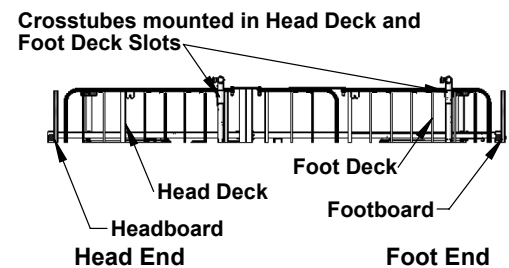 Crosstubes mounted in Head Deck and
Foot Deck Slots
Foot Deck
Head Deck
Footboard
Headboard
Head End
Foot End